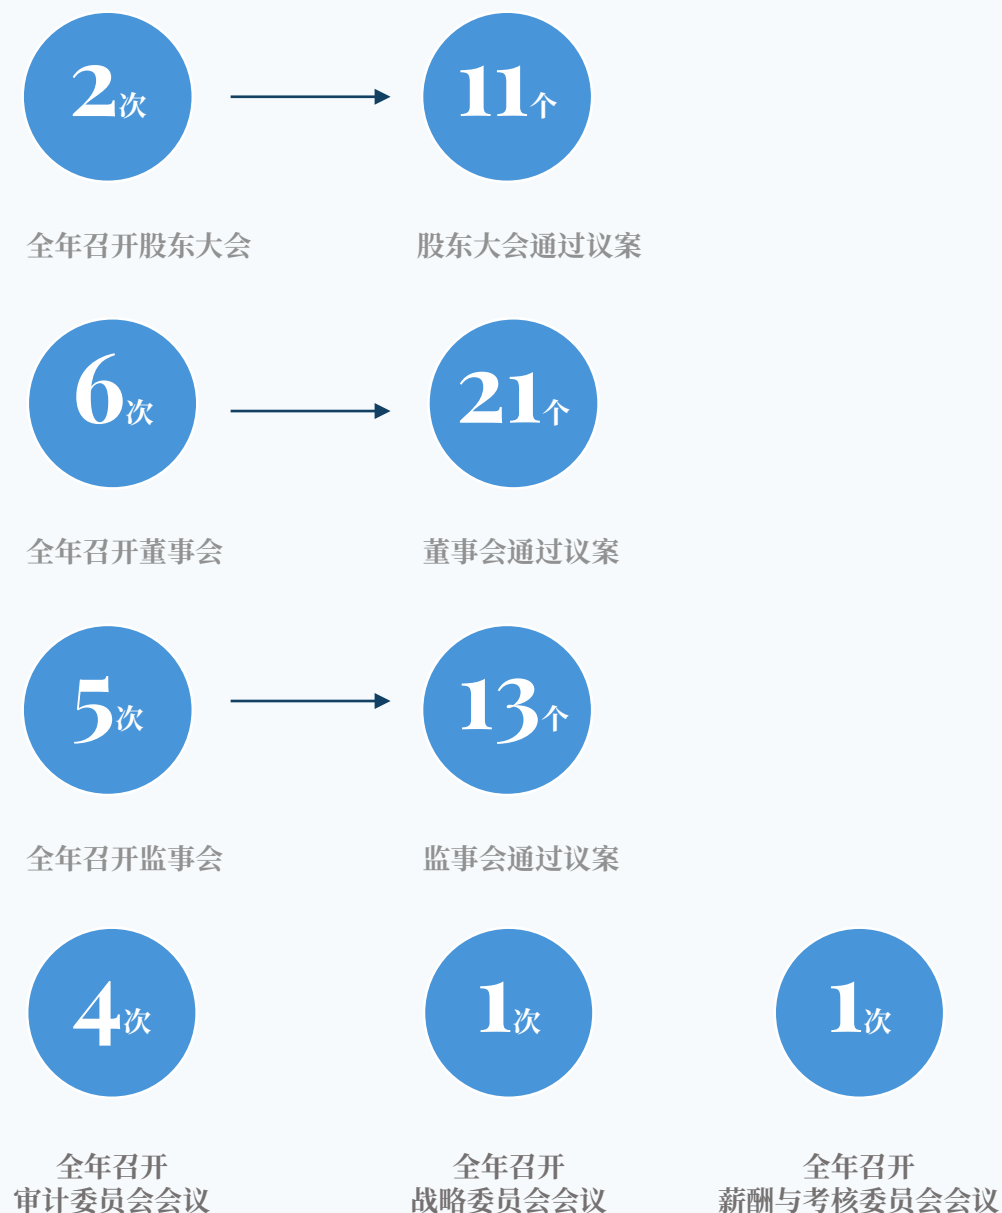 2次
11个
全年召开股东大会
股东大会通过议案
6次
21个
全年召开董事会
董事会通过议案
5次
13个
全年召开监事会
监事会通过议案
4次
1次
1次
全年召开
审计委员会会议
全年召开
战略委员会会议
全年召开
薪酬与考核委员会会议